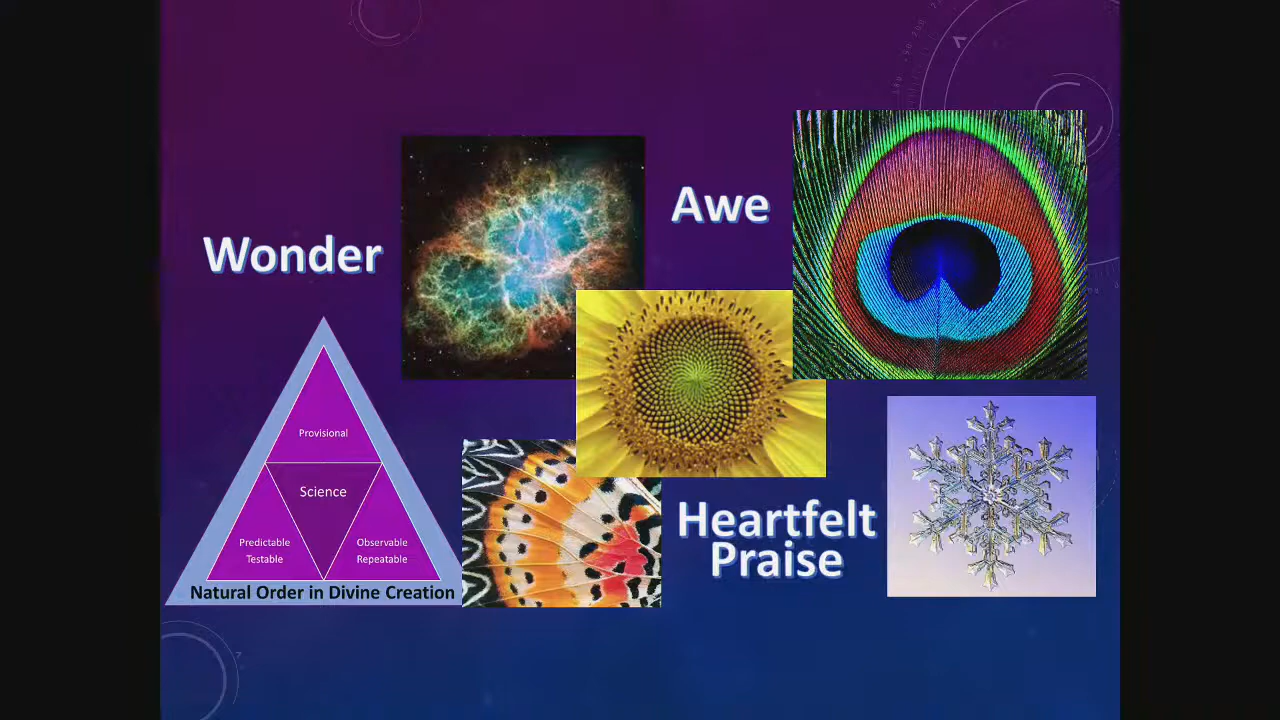 Wonder
Awe
Provisional
Science
Predictable
Testable
Observable
Repeatable
Natural Order in Divine Creation
Heartfelt
Praise